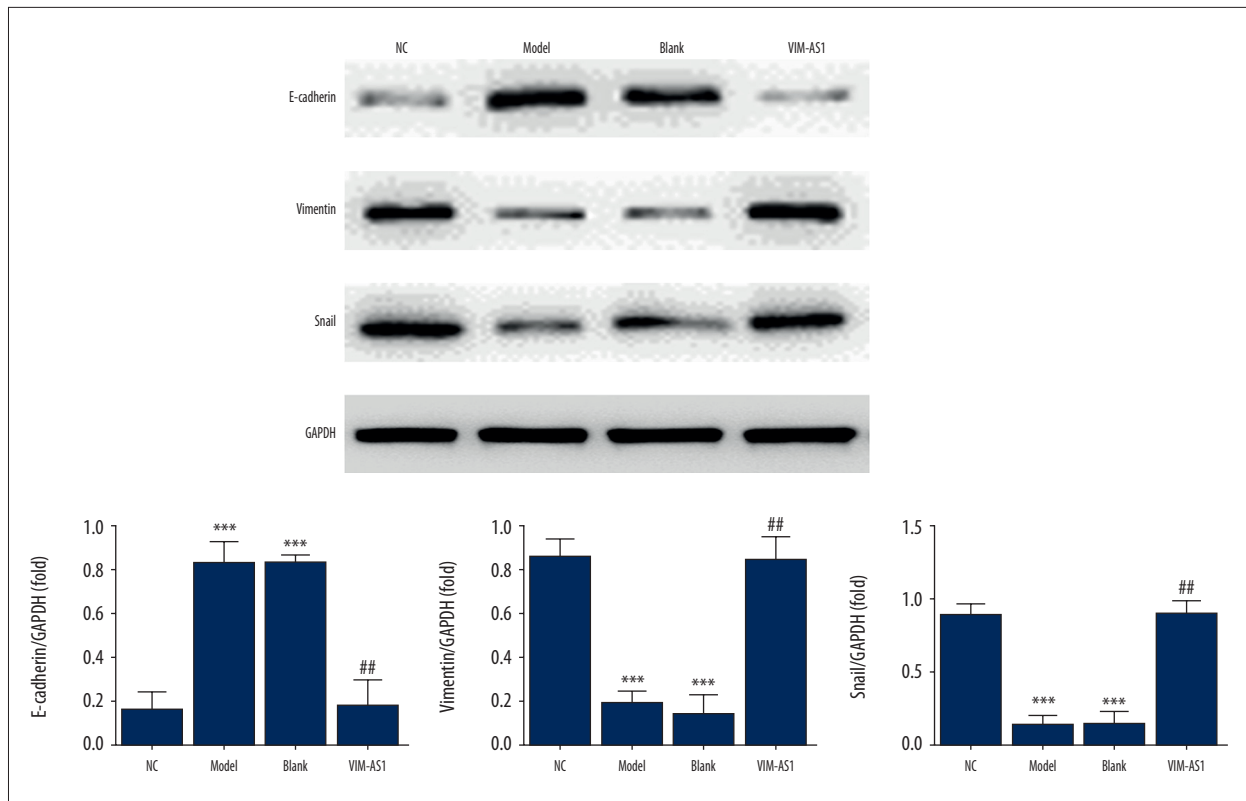 NC Model Blank VIM-AS1
E-cadherin
Vimentin
Snail
GAPDH
E-cadherin/GAPDH (fold)
1.0
0.8
0.6
0.4
0.2
0.0
***
***
##
NC Model Blank VIM-AS1
Vimentin/GAPDH (fold)
1.0
0.8
0.6
0.4
0.2
0.0
***
***
##
NC Model Blank VIM-AS1
Snail/GAPDH (fold)
1.5
1.0
0.5
0.0
***
***
##
NC Model Blank VIM-AS1